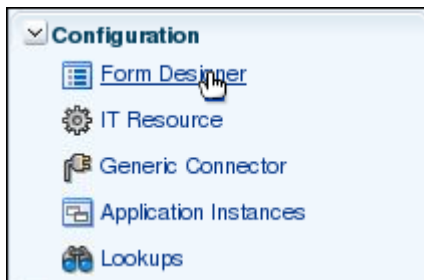 Configuration
Form Designer
IT Resource
Generic Connector
Application Instances
Lookups